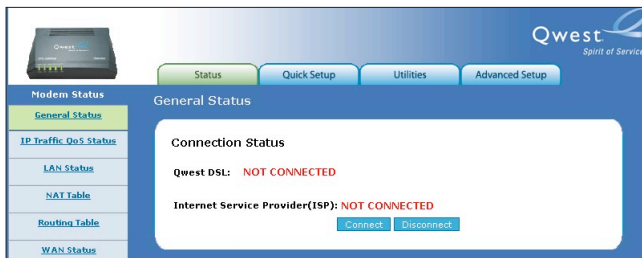 Qwest
Spirit of Service
Qwest
Status
Quick Setup
Utilities
Advanced Setup
Modem Status
General Status
IP Traffic QoS Status
LAN Status
NAT Table
Routing Table
WAN Status
General Status
Connection Status
Qwest DSL: NOT CONNECTED
Internet Service Provider(ISP): NOT CONNECTED
Connect Disconnect